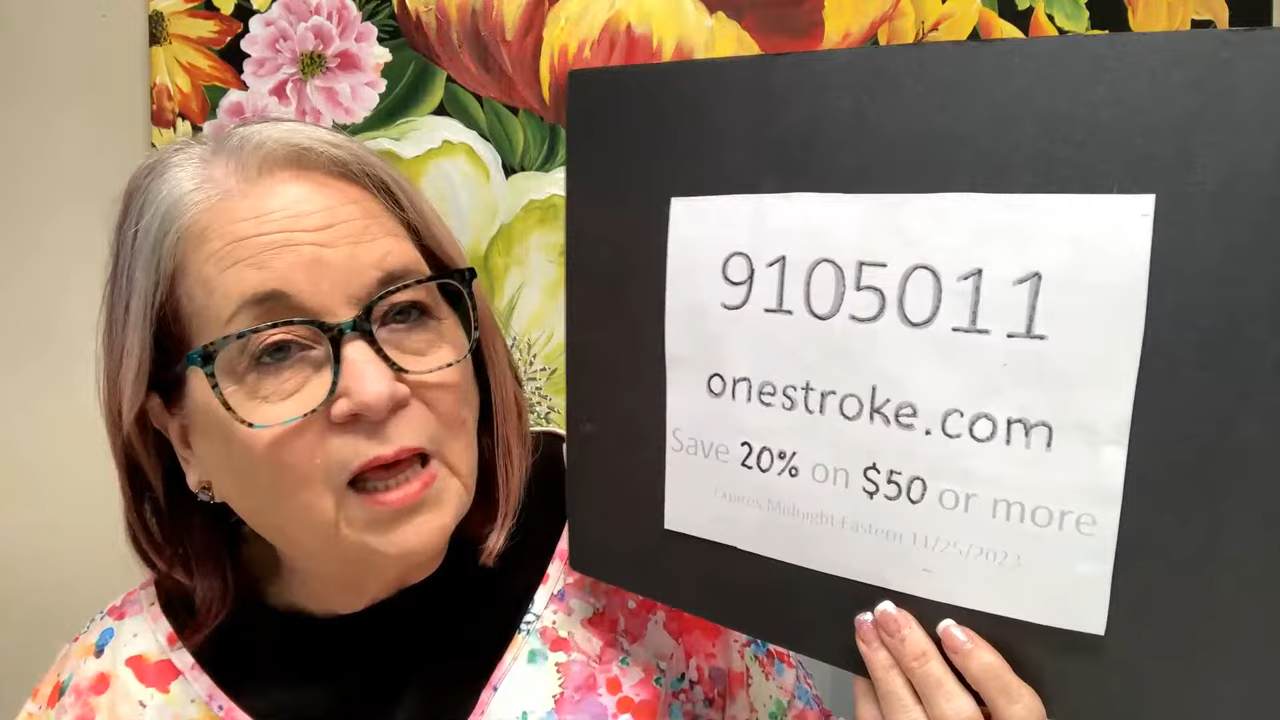 9105011
onestroke.com
Save 20% on $50 or more
Expires Midnight Eastern 11/25/2023